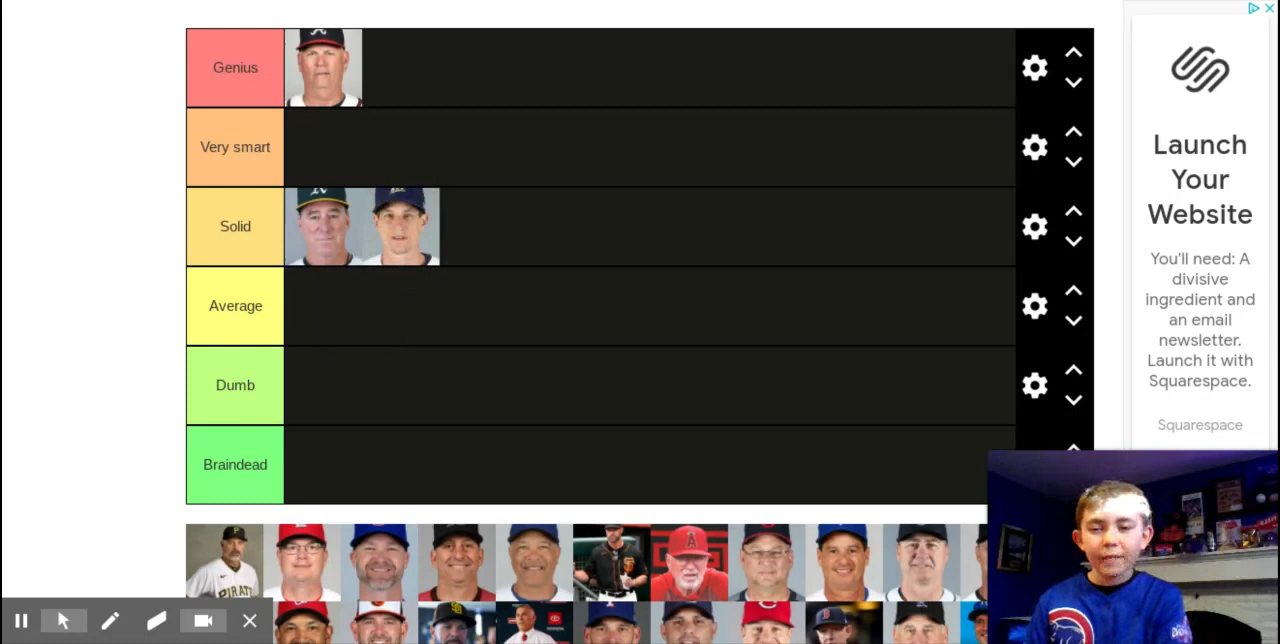 Genius
Very smart
Solid
Average
Dumb
Braindead
Launch
Your
Website
You'll need: A
divisive
ingredient and
an email
newsletter.
Launch it with
Squarespace.
Squarespace
PIRATE